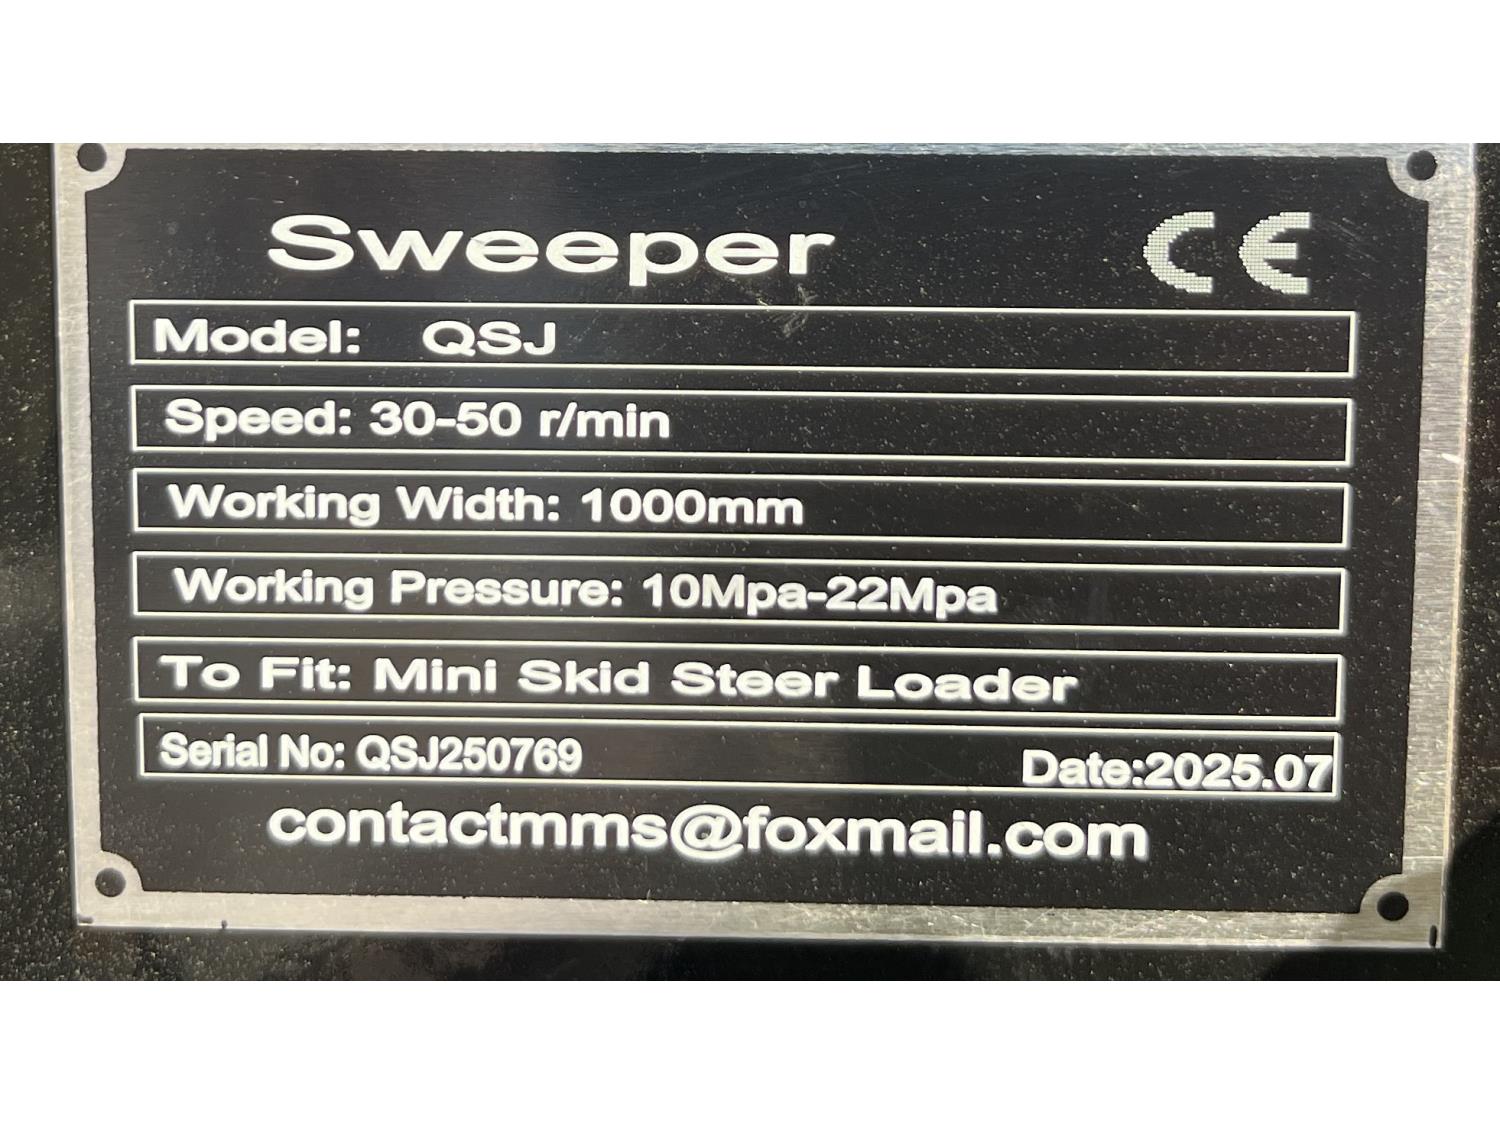 Sweeper CE
Model: QSJ
Speed: 30-50 r/min
Working Width: 1000mm
Working Pressure: 10Mpa-22Mpa
To Fit: Mini Skid Steer Loader
Serial No: QSJ250769 Date:2025.07
contactmms@foxmail.com